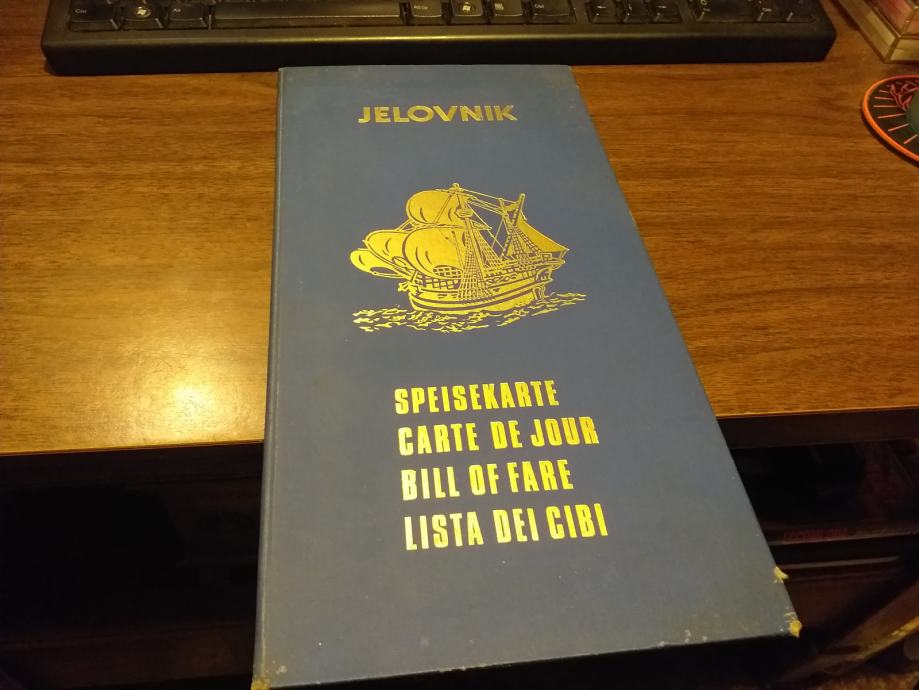 JELOVNIK
SPEISEKARTE
CARTE DE JOUR
BILL OF FARE
LISTA DEI CIBI